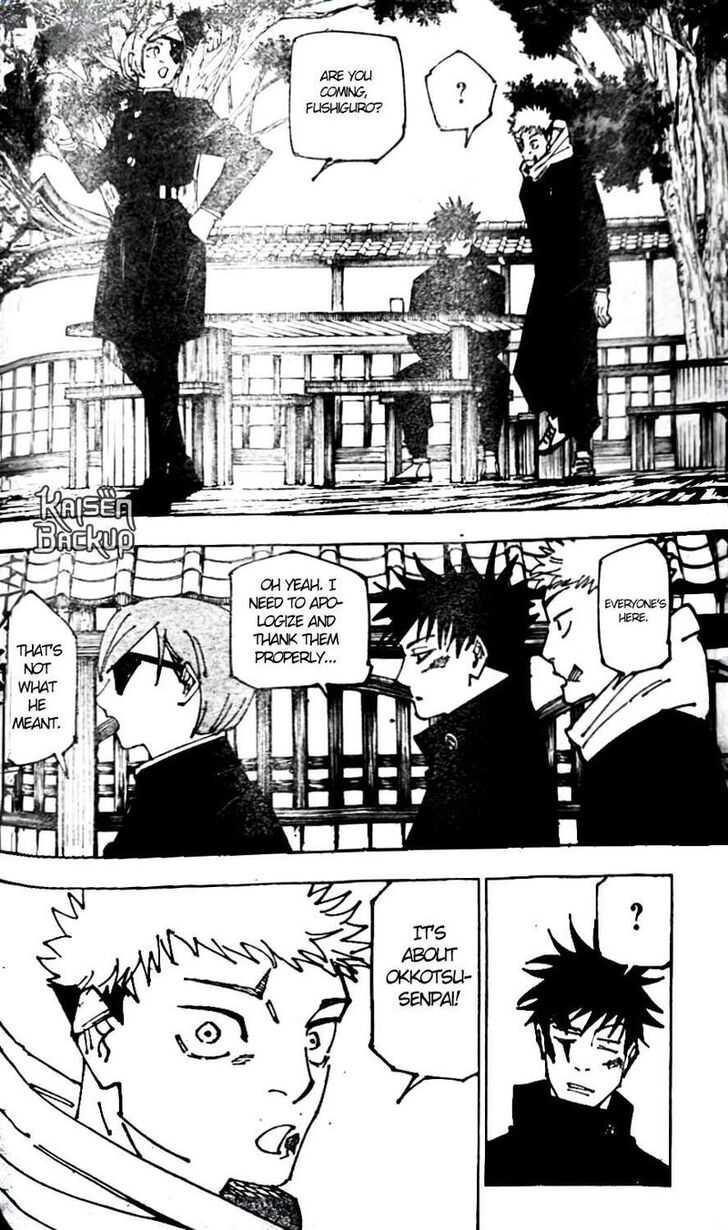 ?
ARE YOU
COMING,
FUSHIGURO?
EVERYONE'S
HERE.
OH YEAH. I
NEED TO APO-
LOGIZE AND
THANK THEM
PROPERLY...
THAT'S
NOT
WHAT
HE
MEANT.
?
IT'S
ABOUT
OKKOTSU-
SENPAI!
KAISEN
BACKUP